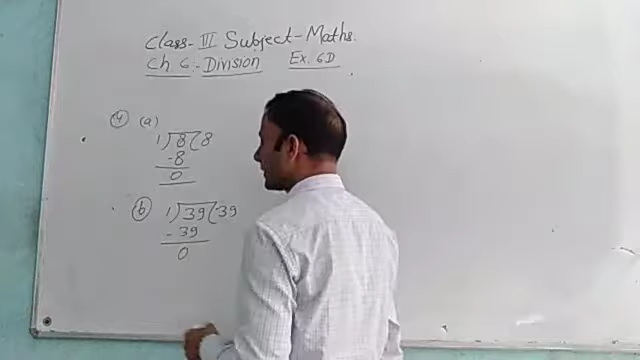 Class-III Subject-Maths.
Ch 6.- Division Ex. 6D
4 (a)
1)8(8
-8
0
(b) 1)39(39
- 39
0